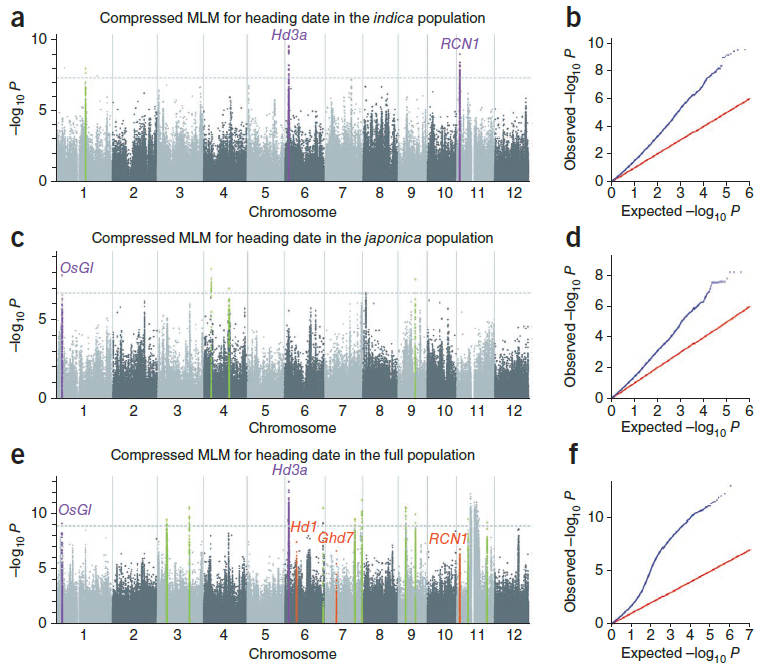 a
Compressed MLM for heading date in the indica population
Hd3a
RCN1
10
5
0
–log10 P
1 2 3 4 5 6 7 8 9 10 11 12
Chromosome
b
10
8
6
4
2
0
Observed –log10 P
0 1 2 3 4 5 6
Expected –log10 P
c
Compressed MLM for heading date in the japonica population
OsGI
5
0
–log10 P
1 2 3 4 5 6 7 8 9 10 11 12
Chromosome
d
8
6
4
2
0
Observed –log10 P
0 1 2 3 4 5 6
Expected –log10 P
e
Compressed MLM for heading date in the full population
Hd3a
OsGI
Hd1
Ghd7
RCN1
10
5
0
–log10 P
1 2 3 4 5 6 7 8 9 10 11 12
Chromosome
f
10
5
0
Observed –log10 P
0 1 2 3 4 5 6 7
Expected –log10 P